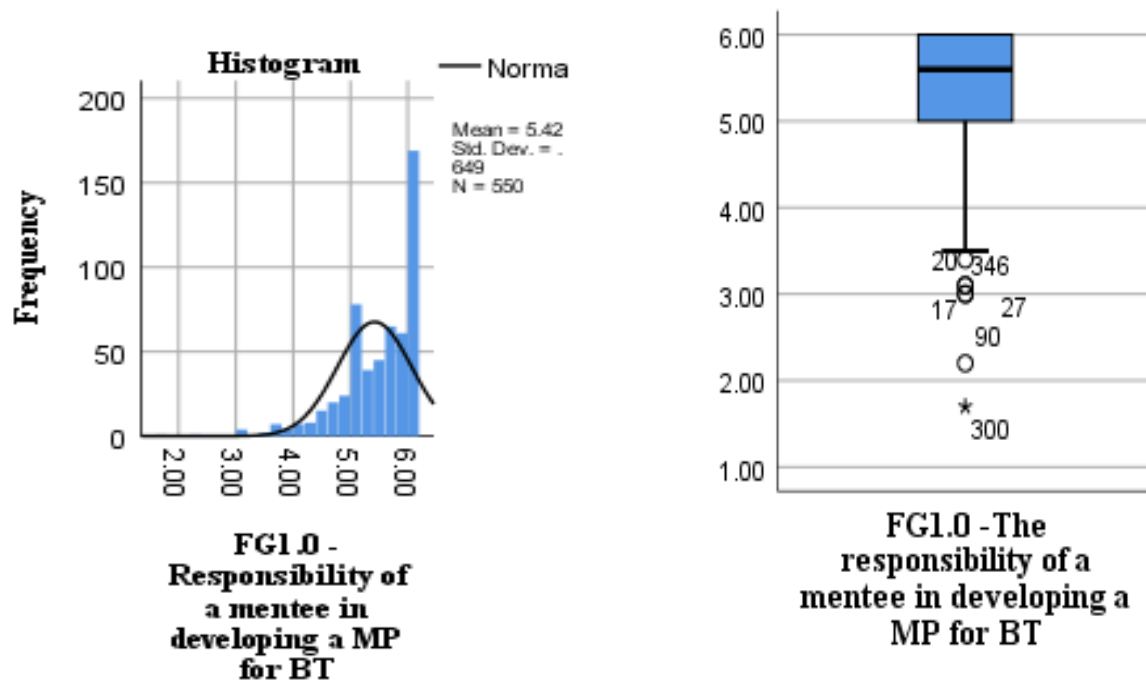 Histogram
Norma
Mean = 5.42
Std. Dev. = .
649
N = 550
200
150
100
50
0
Frequency
2.00
3.00
4.00
5.00
6.00
FG1.0 -
Responsibility of
a mentee in
developing a MP
for BT
6.00
5.00
4.00
3.00
2.00
1.00
20
346
17
27
90
300
FG1.0 -The
responsibility of a
mentee in developing a
MP for BT